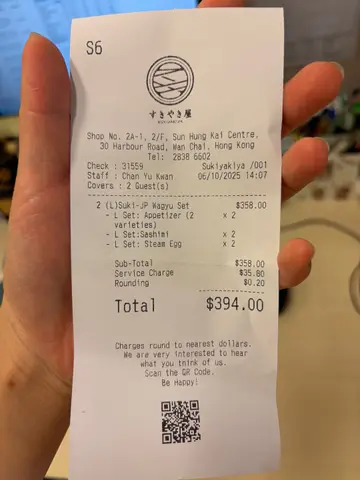 S6
すきやき屋
Shop No. 2A-1, 2/F, Sun Hung Kai Centre,
30 Harbour Road, Wan Chai, Hong Kong
Tel: 2838 6602
Check : 31559 Sukiyakiya /001
Staff : Chan Yu Kwan 06/10/2025 14:07
Covers : 2 Guest(s)
2 (L)Suki-JP Wagyu Set $358.00
- L Set: Appetizer (2 x 2
varieties)
- L Set:Sashimi x 2
- L Set: Steam Egg x 2
Sub-Total $358.00
Service Charge $35.80
Rounding $0.20
Total $394.00
Charges round to nearest dollars.
We are very interested to hear
what you think of us.
Scan the QR Code.
Be Happy!